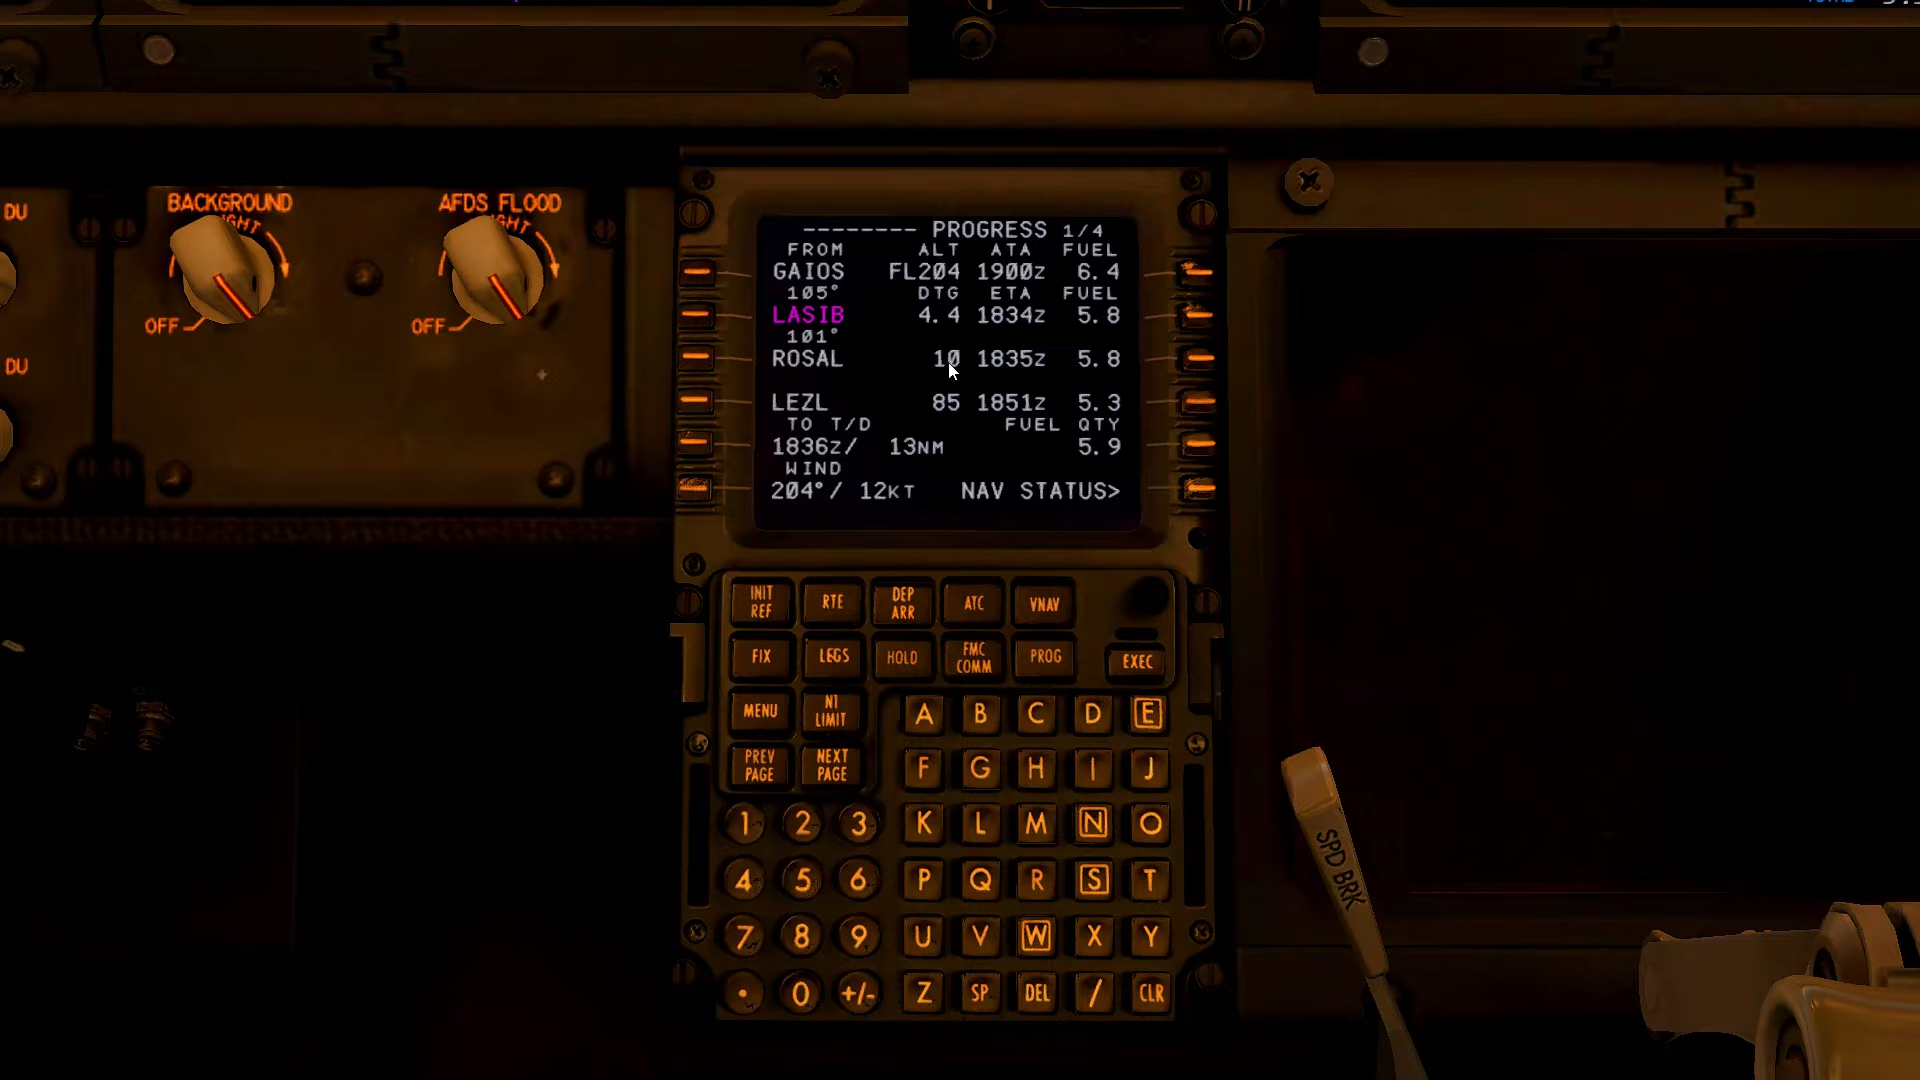 BACKGROUND
AFDS FLOOD
DU
OFF
OFF
DU
-------- PROGRESS 1/4
FROM ALT ATA FUEL
GAIOS FL204 1900z 6.4
105° DTG ETA FUEL
LASIB 4.4 1834z 5.8
101°
ROSAL 10 1835z 5.8
LEZL 85 1851z 5.3
TO T/D FUEL QTY
1836z/ 13NM 5.9
WIND
204°/ 12KT NAV STATUS>
INIT REF RTE DEP ARR ATC VNAV
FIX LEGS HOLD FMC COMM PROG EXEC
MENU N1 LIMIT A B C D E
PREV PAGE NEXT PAGE F G H I J
1 2 3 K L M N O
4 5 6 P Q R S T
7 8 9 U V W X Y
. 0 +/- Z SP DEL / CLR
SPD BRK